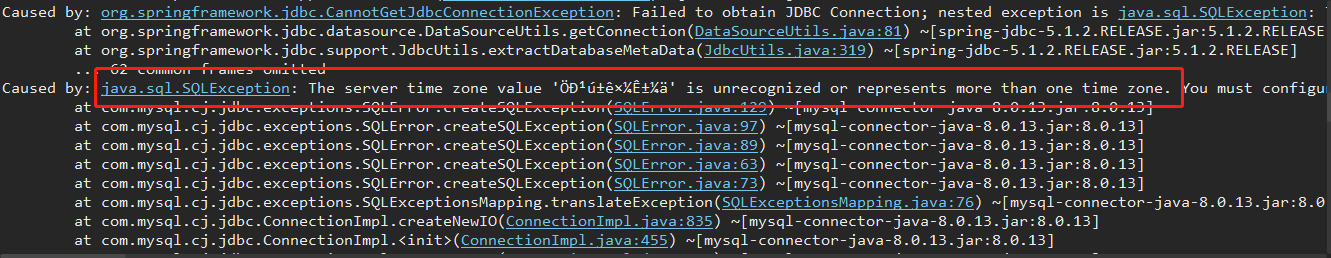 Caused by: org.springframework.jdbc.CannotGetJdbcConnectionException: Failed to obtain JDBC Connection; nested exception is java.sql.SQLException:
at org.springframework.jdbc.datasource.DataSourceUtils.getConnection(DataSourceUtils.java:81) ~[spring-jdbc-5.1.2.RELEASE.jar:5.1.2.RELEASE
at org.springframework.jdbc.support.JdbcUtils.extractDatabaseMetaData(JdbcUtils.java:319) ~[spring-jdbc-5.1.2.RELEASE.jar:5.1.2.RELEASE]
... 62 common frames omitted
Caused by: java.sql.SQLException: The server time zone value 'ÖÐ¹ú±ê×¼Ê±¼ä' is unrecognized or represents more than one time zone. You must configur
at com.mysql.cj.jdbc.exceptions.SQLError.createSQLException(SQLError.java:129) ~[mysql-connector-java-8.0.13.jar:8.0.13]
at com.mysql.cj.jdbc.exceptions.SQLError.createSQLException(SQLError.java:97) ~[mysql-connector-java-8.0.13.jar:8.0.13]
at com.mysql.cj.jdbc.exceptions.SQLError.createSQLException(SQLError.java:89) ~[mysql-connector-java-8.0.13.jar:8.0.13]
at com.mysql.cj.jdbc.exceptions.SQLError.createSQLException(SQLError.java:63) ~[mysql-connector-java-8.0.13.jar:8.0.13]
at com.mysql.cj.jdbc.exceptions.SQLError.createSQLException(SQLError.java:73) ~[mysql-connector-java-8.0.13.jar:8.0.13]
at com.mysql.cj.jdbc.exceptions.SQLExceptionsMapping.translateException(SQLExceptionsMapping.java:76) ~[mysql-connector-java-8.0.13.jar:8.0
at com.mysql.cj.jdbc.ConnectionImpl.createNewIO(ConnectionImpl.java:835) ~[mysql-connector-java-8.0.13.jar:8.0.13]
at com.mysql.cj.jdbc.ConnectionImpl.<init>(ConnectionImpl.java:455) ~[mysql-connector-java-8.0.13.jar:8.0.13]